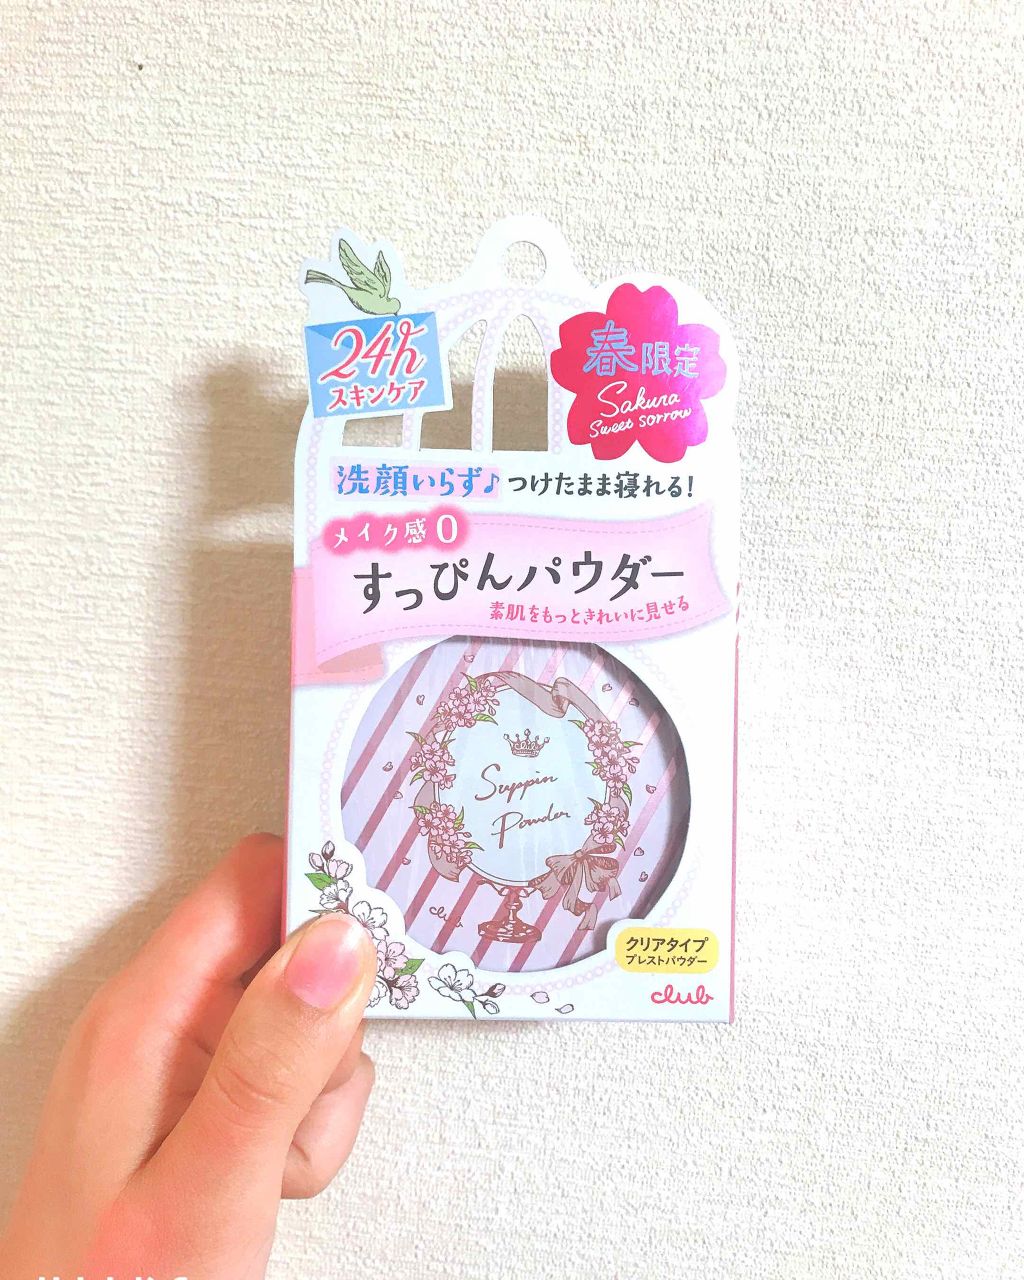 24h
スキンケア
春限定
Sakura
Sweet sorrow
洗顔いらず♪つけたまま寝れる!
メイク感0
すっぴんパウダー
素肌をもっときれいに見せる
club
Suppin
Powder
club
クリアタイプ
プレストパウダー
club